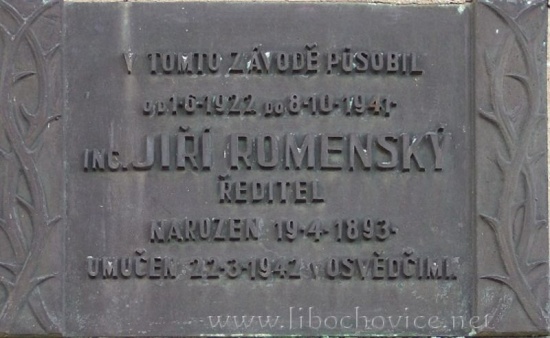 V TOMTO ZÁVODĚ PŮSOBIL
OD 1·6·1922 DO 8·10·1941·
ING. JIŘÍ ROMENSKÝ
ŘEDITEL
NAROZEN 19·4·1893·
UMUČEN 22·3·1942 V OSVĚDČIMI.
www.libochovice.net